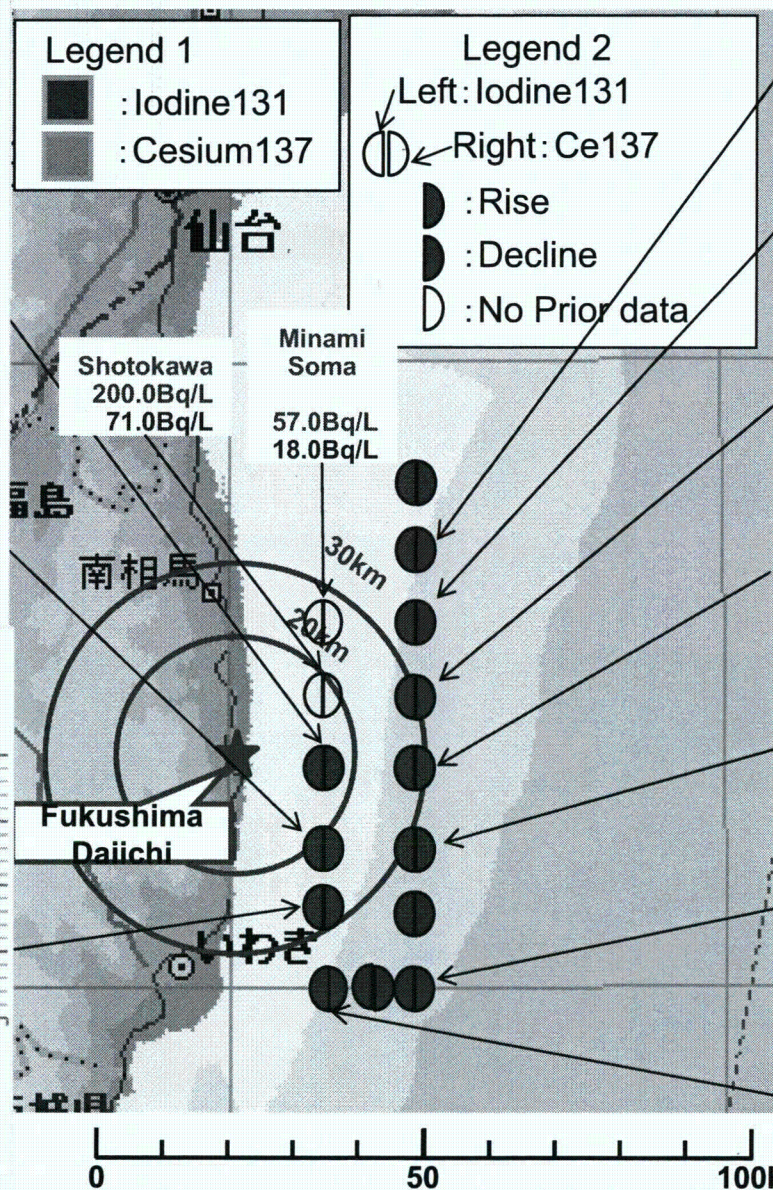 Legend 1
:Iodine131
:Cesium137
Legend 2
Left:Iodine131
Right:Ce137
:Rise
:Decline
:No Prior data
仙台
Shotokawa
200.0Bq/L
71.0Bq/L
Minami
Soma
57.0Bq/L
18.0Bq/L
福島
南相馬
30km
20km
Fukushima
Daiichi
いわき
0
50
100